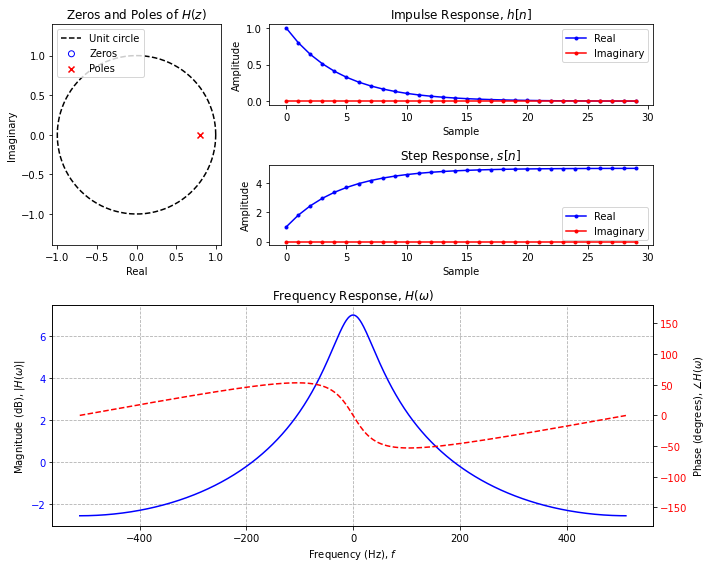 Zeros and Poles of H(z)
Unit circle
Zeros
Poles
1.0
0.5
0.0
−0.5
−1.0
Imaginary
−1.0 −0.5 0.0 0.5 1.0
Real
Impulse Response, h[n]
Real
Imaginary
1.0
0.5
0.0
Amplitude
0 5 10 15 20 25 30
Sample
Step Response, s[n]
Real
Imaginary
4
2
0
Amplitude
0 5 10 15 20 25 30
Sample
Frequency Response, H(ω)
6
4
2
0
−2
Magnitude (dB), |H(ω)|
150
100
50
0
−50
−100
−150
Phase (degrees), ∠H(ω)
−400 −200 0 200 400
Frequency (Hz), f